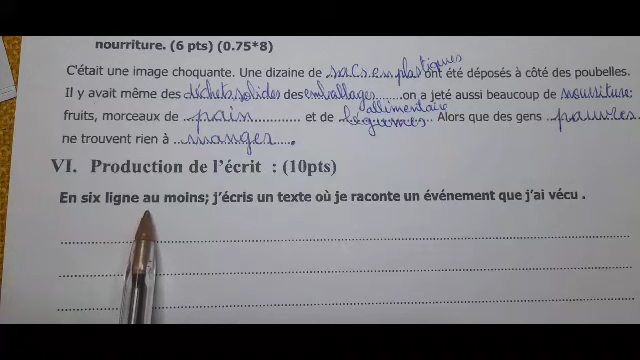 nourriture. (6 pts) (0.75*8)
C'était une image choquante. Une dizaine de sacs en plastiques ont été déposés à côté des poubelles.
Il y avait même des déchets solides des emballages allimentaire ...on a jeté aussi beaucoup de nourriture:
fruits, morceaux de ...pain............ et de légumes.. Alors que des gens ..pauvres..
ne trouvent rien à ...manger....
VI. Production de l'écrit : (10pts)
En six ligne au moins; j'écris un texte où je raconte un événement que j'ai vécu .